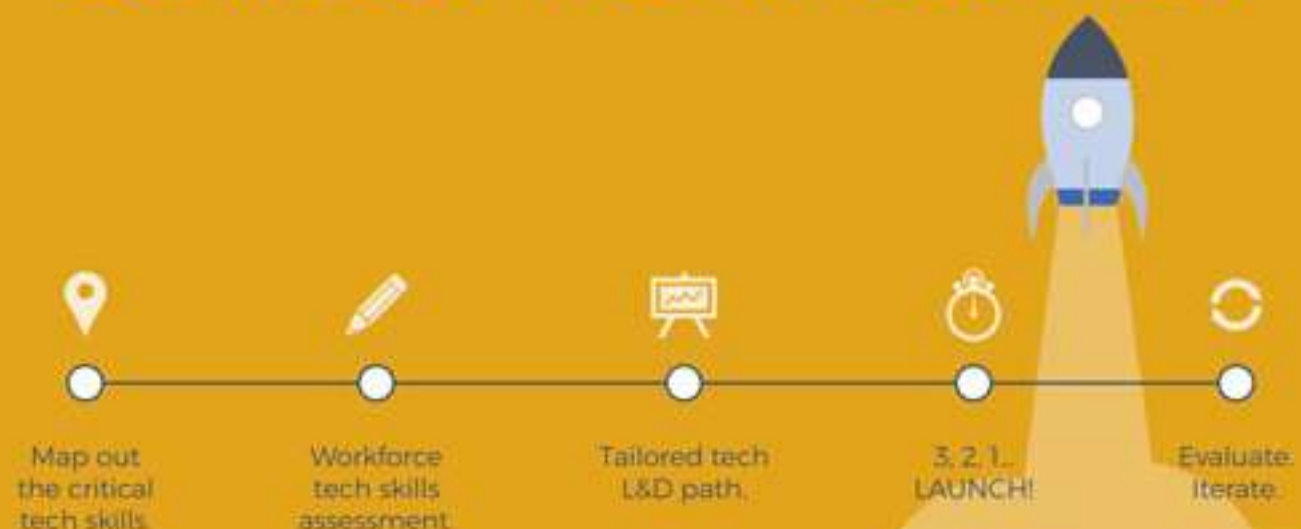 Map out
the critical
tech skills.
Workforce
tech skills
assessment.
Tailored tech
L&D path.
3, 2, 1...
LAUNCH!
Evaluate.
Iterate.